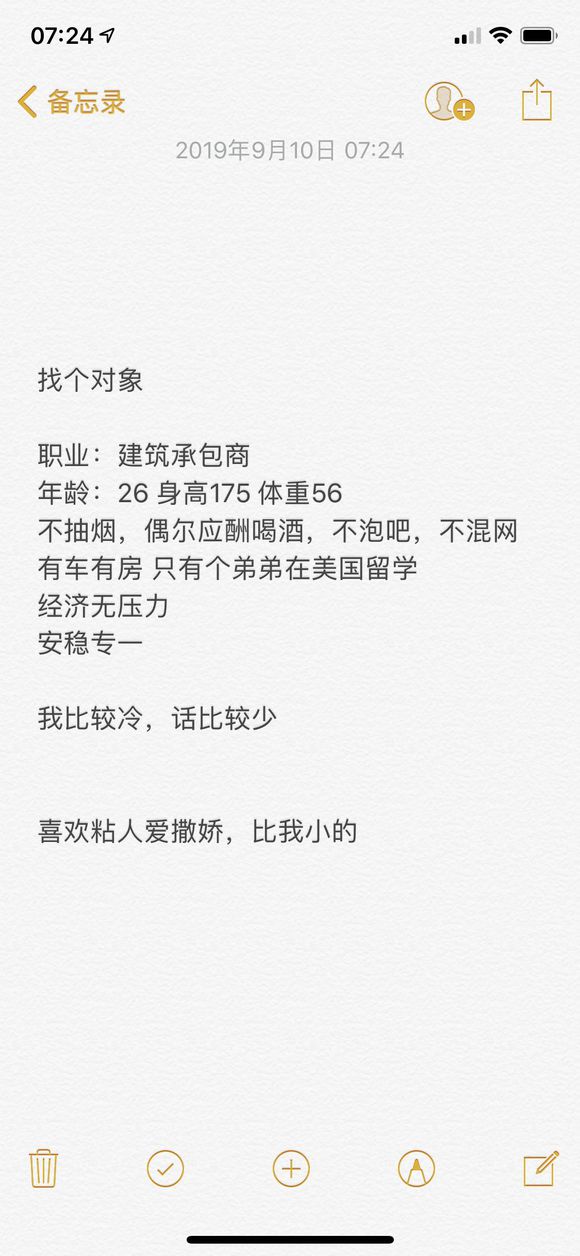 07:24
备忘录
2019年9月10日 07:24
找个对象
职业：建筑承包商
年龄：26 身高175 体重56
不抽烟，偶尔应酬喝酒，不泡吧，不混网
有车有房 只有个弟弟在美国留学
经济无压力
安稳专一
我比较冷，话比较少
喜欢粘人爱撒娇，比我小的